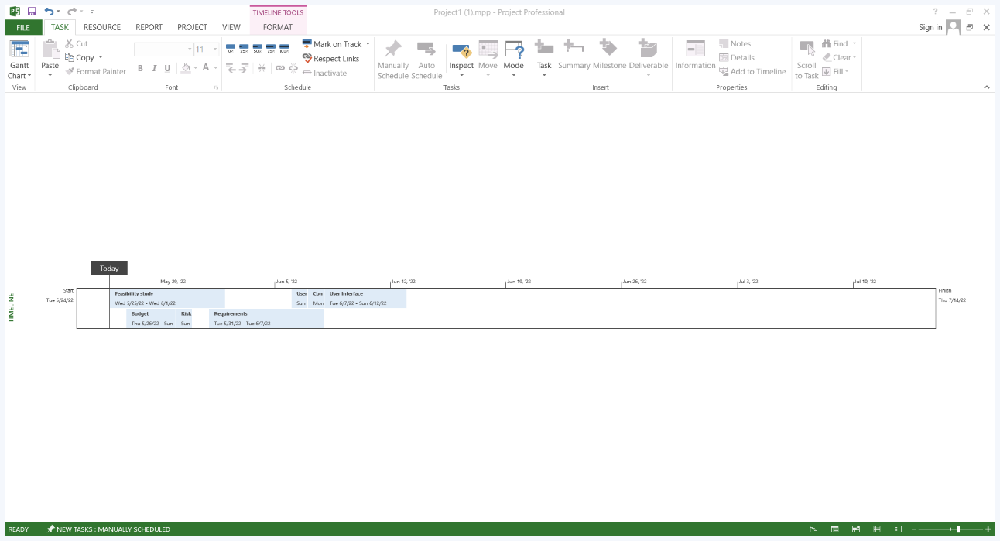 TIMELINE TOOLS
Project1 (1).mpp - Project Professional
?
FILE TASK RESOURCE REPORT PROJECT VIEW FORMAT
Sign in
Gantt Chart
View
Paste
Cut
Copy
Format Painter
Clipboard
11
B I U A
Font
0% 25% 50% 75% 100%
Mark on Track
Respect Links
Inactivate
Schedule
Manually Schedule
Auto Schedule
Inspect
Move
Mode
Tasks
Task
Summary
Milestone
Deliverable
Insert
Information
Notes
Details
Add to Timeline
Properties
Scroll to Task
Find
Clear
Fill
Editing
Today
May 29, '22 Jun 5, '22 Jun 12, '22 Jun 19, '22 Jun 26, '22 Jul 3, '22 Jul 10, '22
TIMELINE
Start
Tue 5/24/22
Feasibility study
Wed 5/25/22 - Wed 6/1/22
User
Sun
Con
Mon
User Interface
Tue 6/7/22 - Sun 6/12/22
Budget
Thu 5/26/22 - Sun
Risk
Sun
Requirements
Tue 5/31/22 - Tue 6/7/22
Finish
Thu 7/14/22
READY NEW TASKS : MANUALLY SCHEDULED